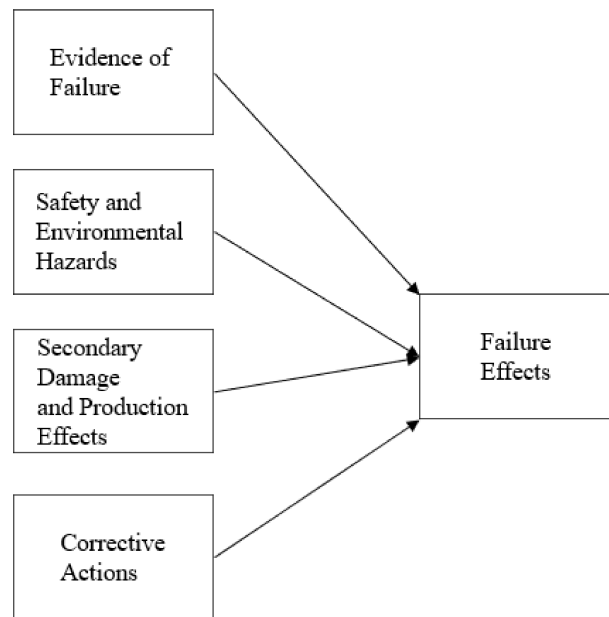 Evidence of
Failure
Safety and
Environmental
Hazards
Secondary
Damage
and Production
Effects
Corrective
Actions
Failure
Effects